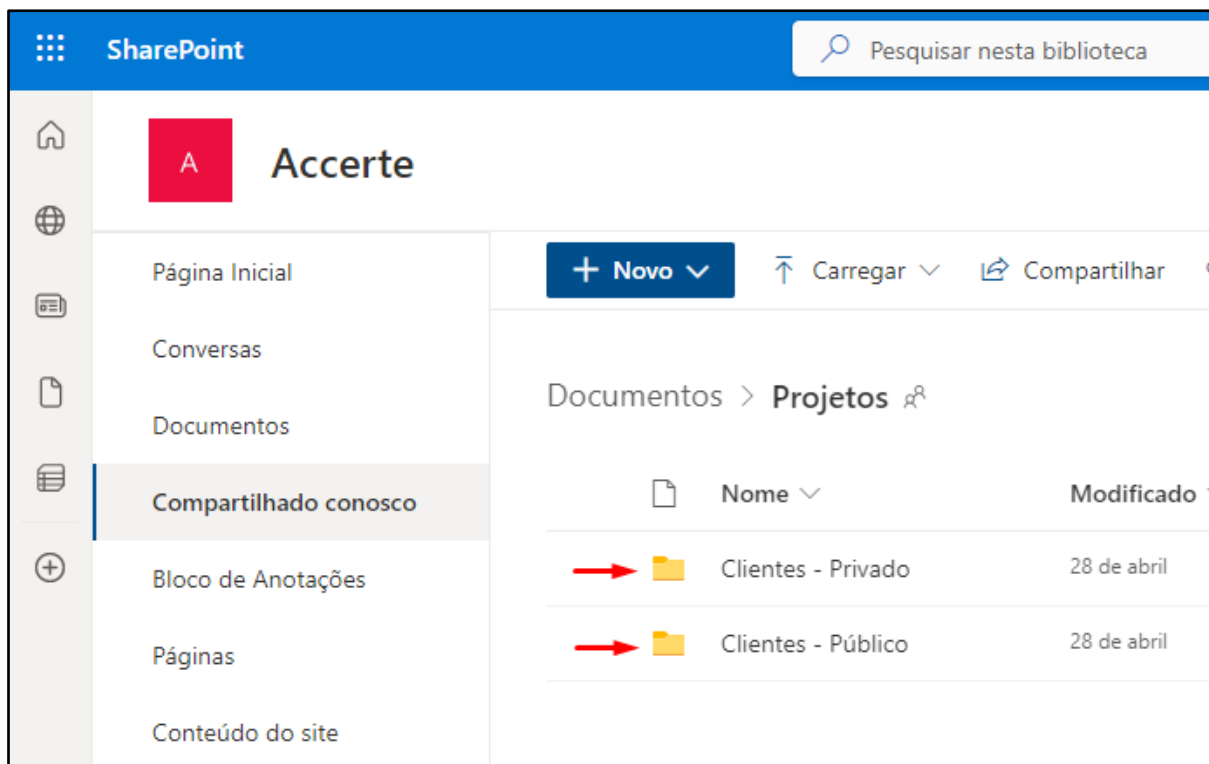 SharePoint
Pesquisar nesta biblioteca
A
Accerte
Página Inicial
Conversas
Documentos
Compartilhado conosco
Bloco de Anotações
Páginas
Conteúdo do site
Novo
Carregar
Compartilhar
Documentos > Projetos
Nome
Modificado
Clientes - Privado
28 de abril
Clientes - Público
28 de abril